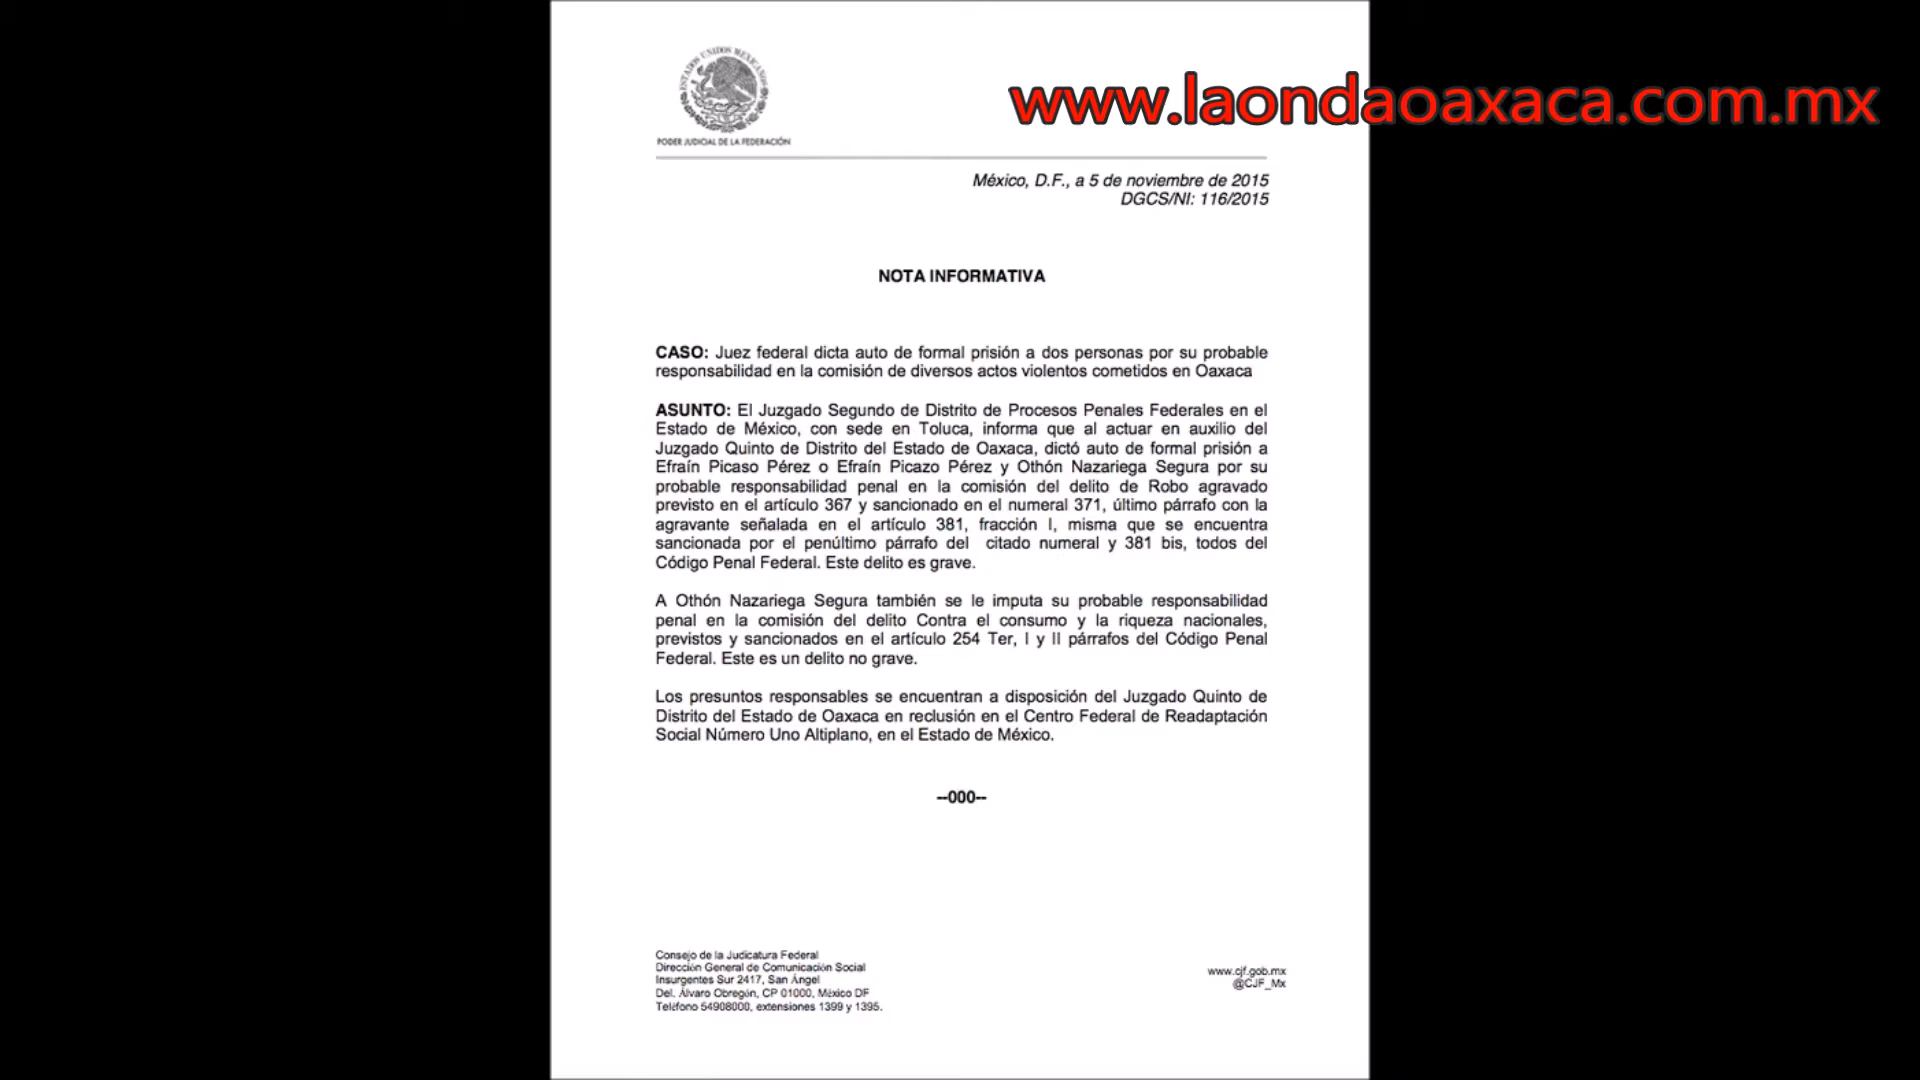 ESTADOS UNIDOS MEXICANOS
PODER JUDICIAL DE LA FEDERACIÓN
www.laondaoaxaca.com.mx
México, D.F., a 5 de noviembre de 2015
DGCS/NI: 116/2015
NOTA INFORMATIVA
CASO: Juez federal dicta auto de formal prisión a dos personas por su probable
responsabilidad en la comisión de diversos actos violentos cometidos en Oaxaca
ASUNTO: El Juzgado Segundo de Distrito de Procesos Penales Federales en el
Estado de México, con sede en Toluca, informa que al actuar en auxilio del
Juzgado Quinto de Distrito del Estado de Oaxaca, dictó auto de formal prisión a
Efraín Picaso Pérez o Efraín Picazo Pérez y Othón Nazariega Segura por su
probable responsabilidad penal en la comisión del delito de Robo agravado
previsto en el artículo 367 y sancionado en el numeral 371, último párrafo con la
agravante señalada en el artículo 381, fracción I, misma que se encuentra
sancionada por el penúltimo párrafo del citado numeral y 381 bis, todos del
Código Penal Federal. Este delito es grave.
A Othón Nazariega Segura también se le imputa su probable responsabilidad
penal en la comisión del delito Contra el consumo y la riqueza nacionales,
previstos y sancionados en el artículo 254 Ter, I y II párrafos del Código Penal
Federal. Este es un delito no grave.
Los presuntos responsables se encuentran a disposición del Juzgado Quinto de
Distrito del Estado de Oaxaca en reclusión en el Centro Federal de Readaptación
Social Número Uno Altiplano, en el Estado de México.
--000--
Consejo de la Judicatura Federal
Dirección General de Comunicación Social
Insurgentes Sur 2417, San Ángel
Del. Álvaro Obregón, CP 01000, México DF
Teléfono 54908000, extensiones 1399 y 1395.
www.cjf.gob.mx
@CJF_Mx